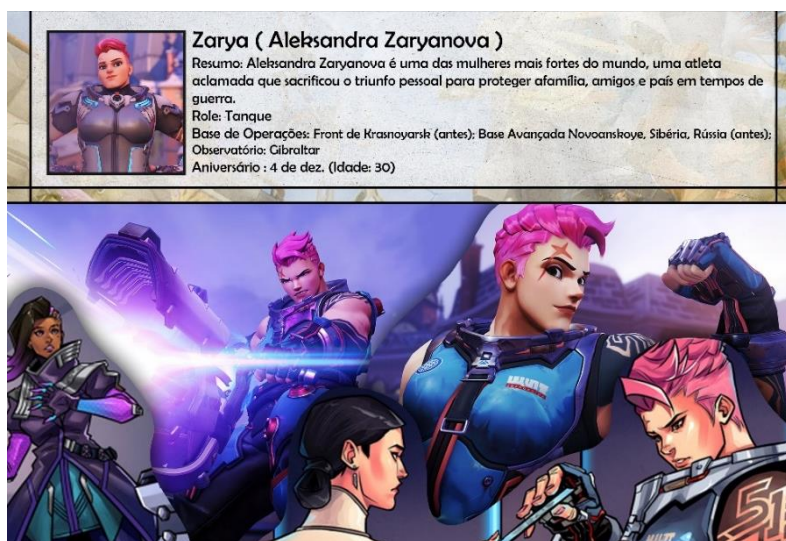 Zarya ( Aleksandra Zaryanova )
Resumo: Aleksandra Zaryanova é uma das mulheres mais fortes do mundo, uma atleta
aclamada que sacrificou o triunfo pessoal para proteger afamília, amigos e país em tempos de
guerra.
Role: Tanque
Base de Operações: Front de Krasnoyarsk (antes); Base Avançada Novoanskoye, Sibéria, Rússia (antes);
Observatório: Gibraltar
Aniversário : 4 de dez. (Idade: 30)
51